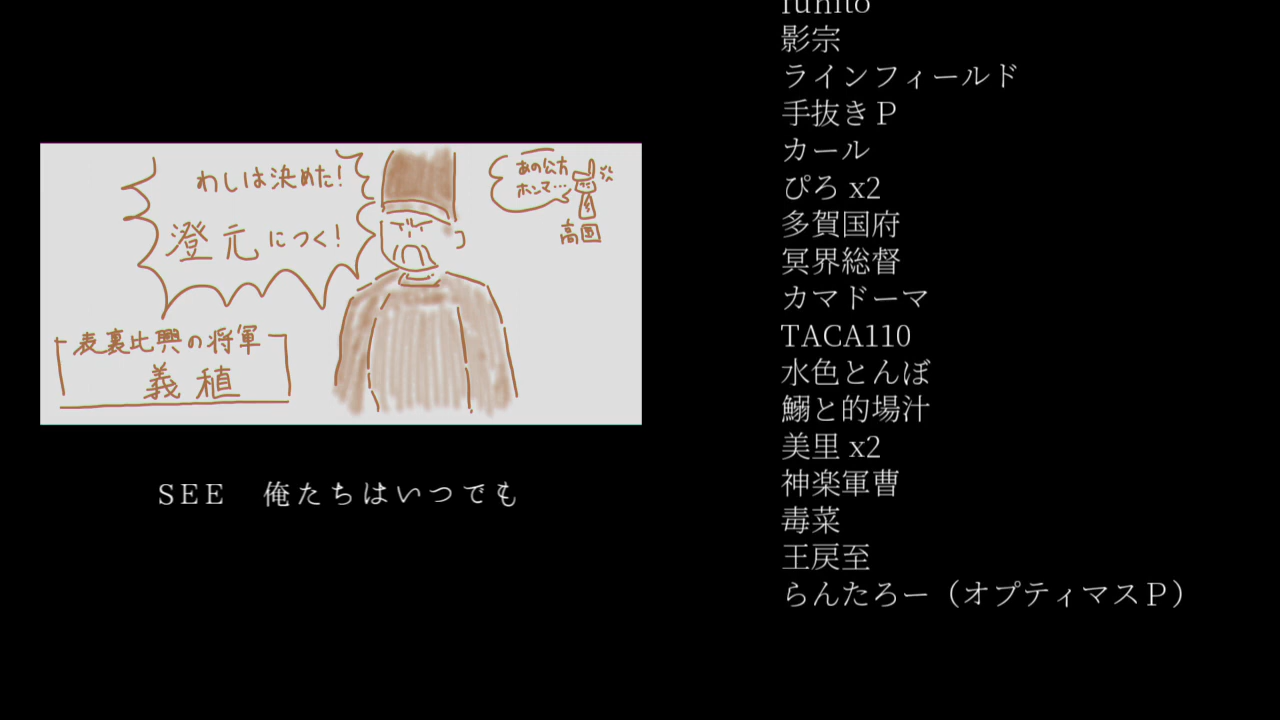 わしは決めた!
澄元につく!
あの公方
ホンマ…
高国
表裏比興の将軍
義稙
SEE 俺たちはいつでも
funito
影宗
ラインフィールド
手抜きP
カール
ぴろ x2
多賀国府
冥界総督
カマドーマ
TACA110
水色とんぼ
鰯と的場汁
美里 x2
神楽軍曹
毒菜
王戻至
らんたろー(オプティマスP)